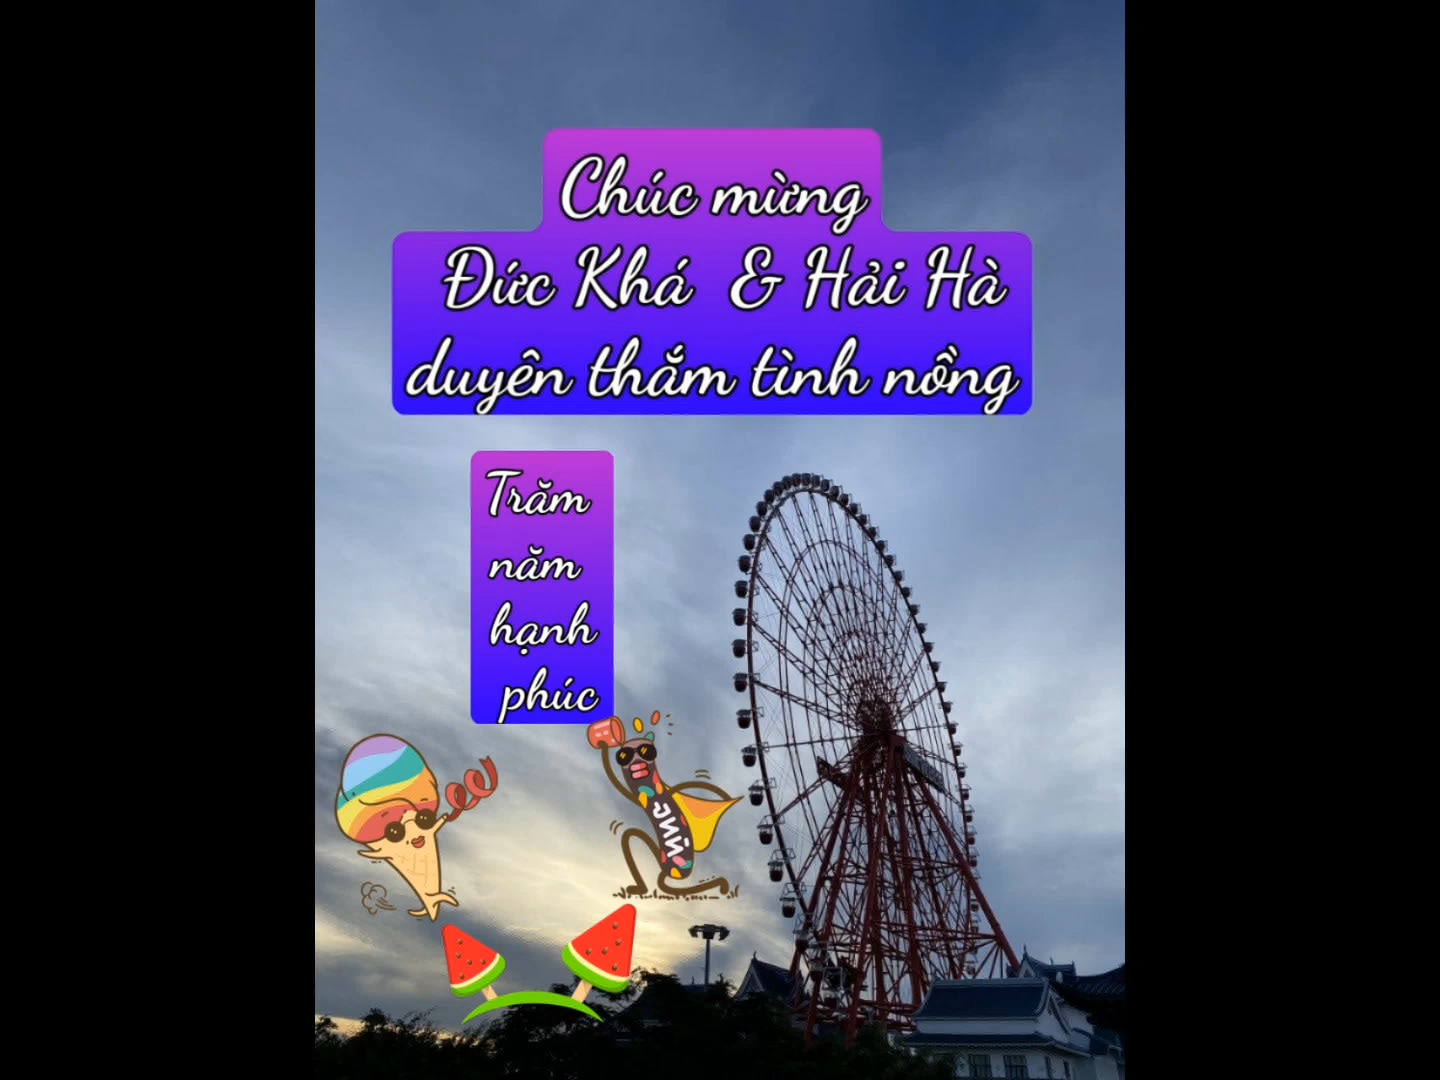 Chúc mừng
Đức Khá & Hải Hà
duyên thắm tình nồng
Trăm
năm
hạnh
phúc